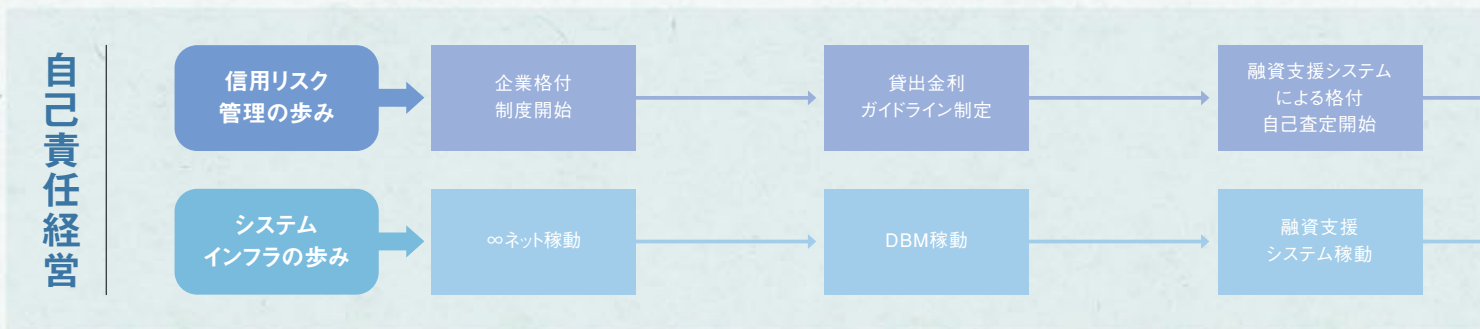 自己責任経営
信用リスク
管理の歩み
企業格付
制度開始
貸出金利
ガイドライン制定
融資支援システム
による格付
自己査定開始
システム
インフラの歩み
∞ネット稼動
DBM稼動
融資支援
システム稼動